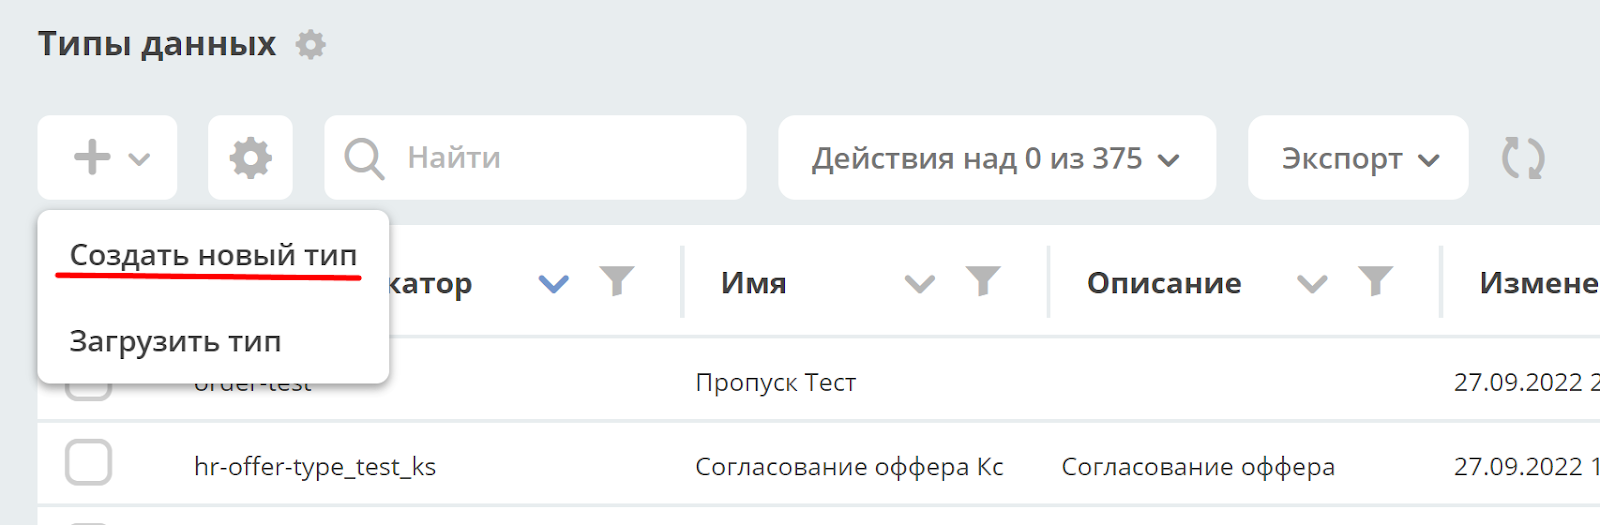 Типы данных
Найти
Действия над 0 из 375
Экспорт
Создать новый тип
Загрузить тип
катор Имя Описание Измене
order-test Пропуск Тест 27.09.2022 2
hr-offer-type_test_ks Согласование оффера Кс Согласование оффера 27.09.2022 1